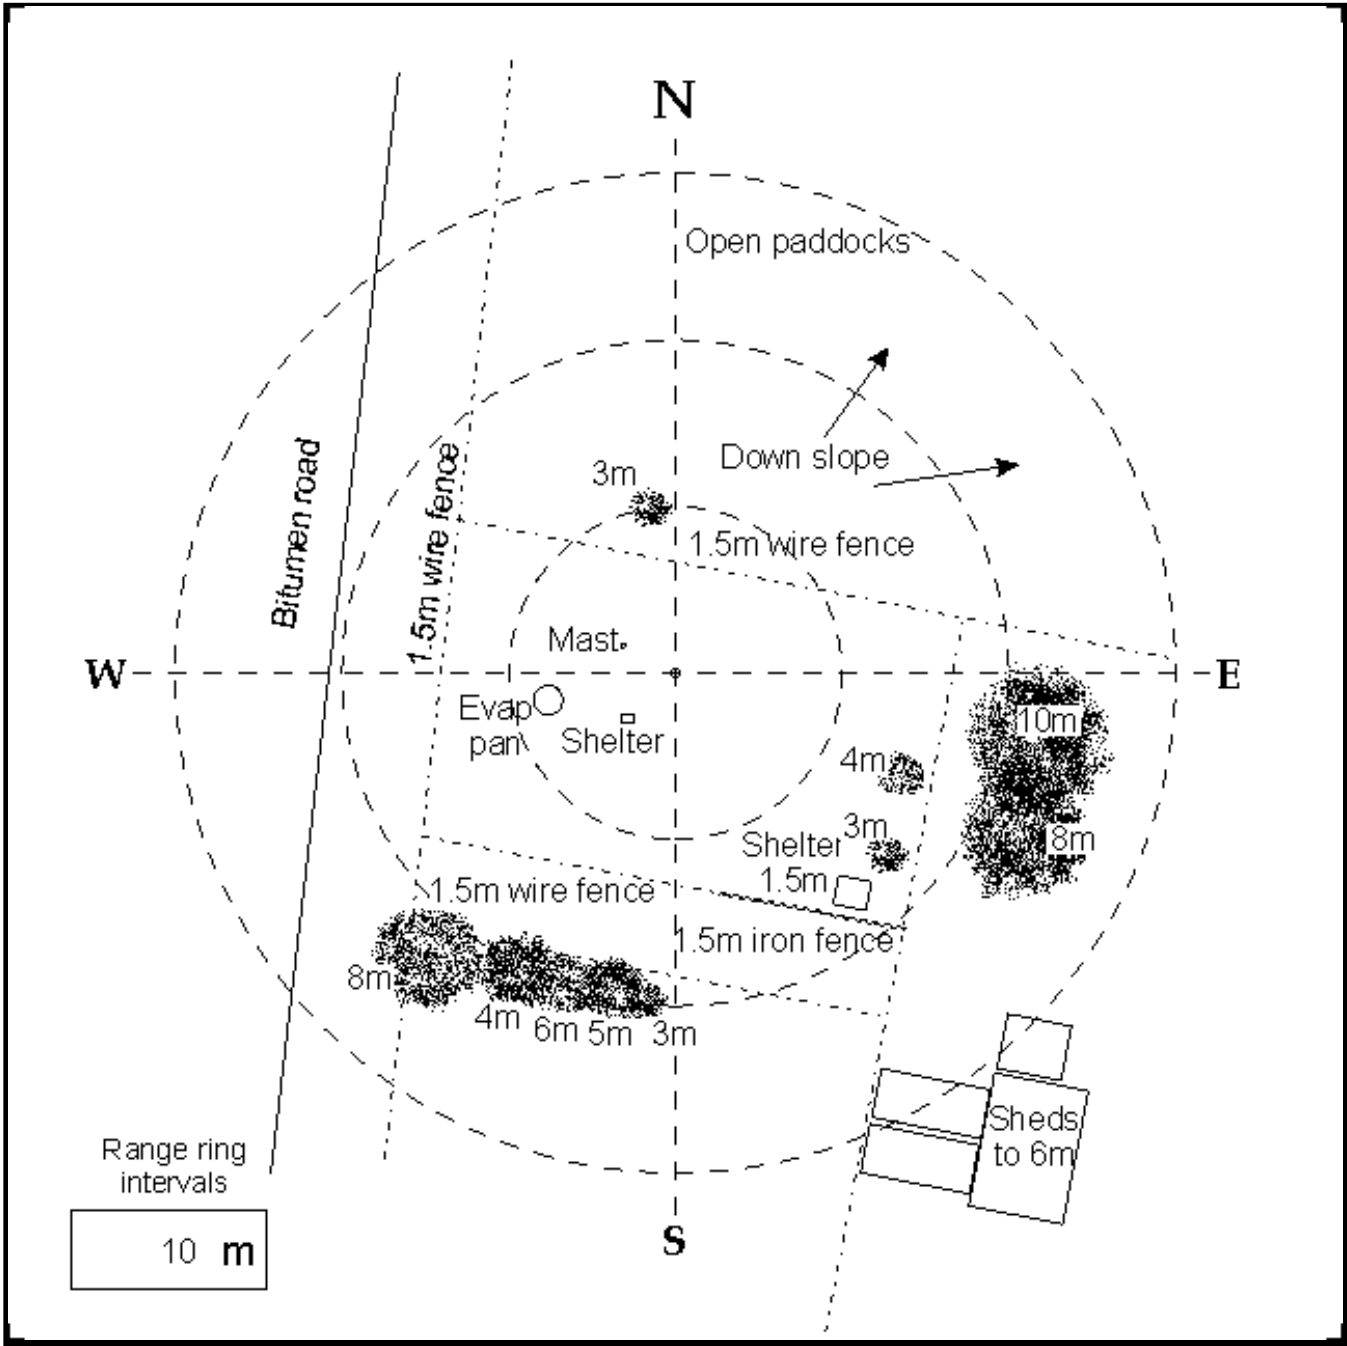 N
Open paddocks
Down slope
3m
1.5m wire fence
1.5m wire fence
Bitumen road
Mast
W
E
Evap
pan
Shelter
10m
4m
8m
3m
Shelter
1.5m
1.5m wire fence
1.5m iron fence
8m
4m
6m
5m
3m
Sheds
to 6m
Range ring
intervals
10 m
S